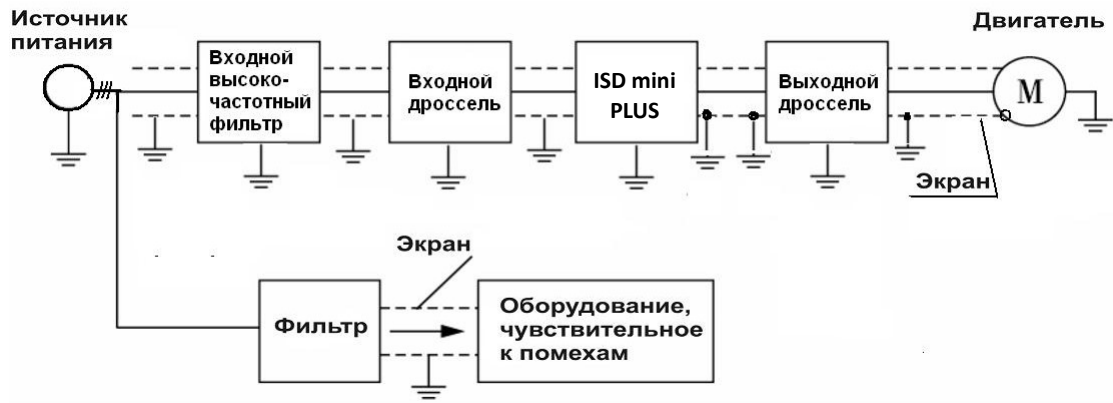 Источник
питания
Двигатель
Входной
высоко-
частотный
фильтр
Входной
дроссель
ISD mini
PLUS
Выходной
дроссель
M
Экран
Экран
Фильтр
Оборудование,
чувствительное
к помехам